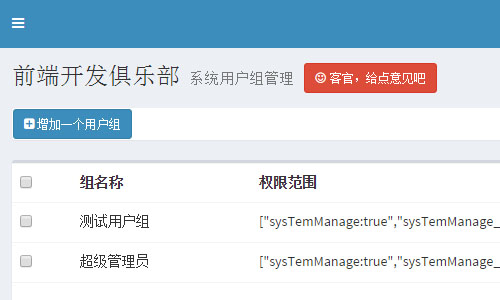 前端开发俱乐部 系统用户组管理 客官，给点意见吧
增加一个用户组
组名称 权限范围
测试用户组 ["sysTemManage:true","sysTemManage_
超级管理员 ["sysTemManage:true","sysTemManage_